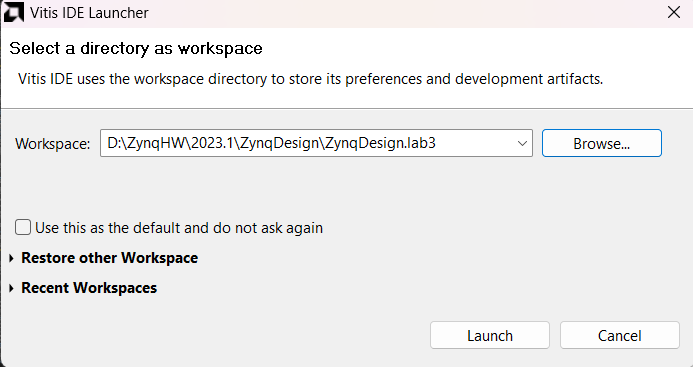 Vitis IDE Launcher
Select a directory as workspace
Vitis IDE uses the workspace directory to store its preferences and development artifacts.
Workspace: D:\ZynqHW\2023.1\ZynqDesign\ZynqDesign.lab3 Browse...
Use this as the default and do not ask again
Restore other Workspace
Recent Workspaces
Launch Cancel